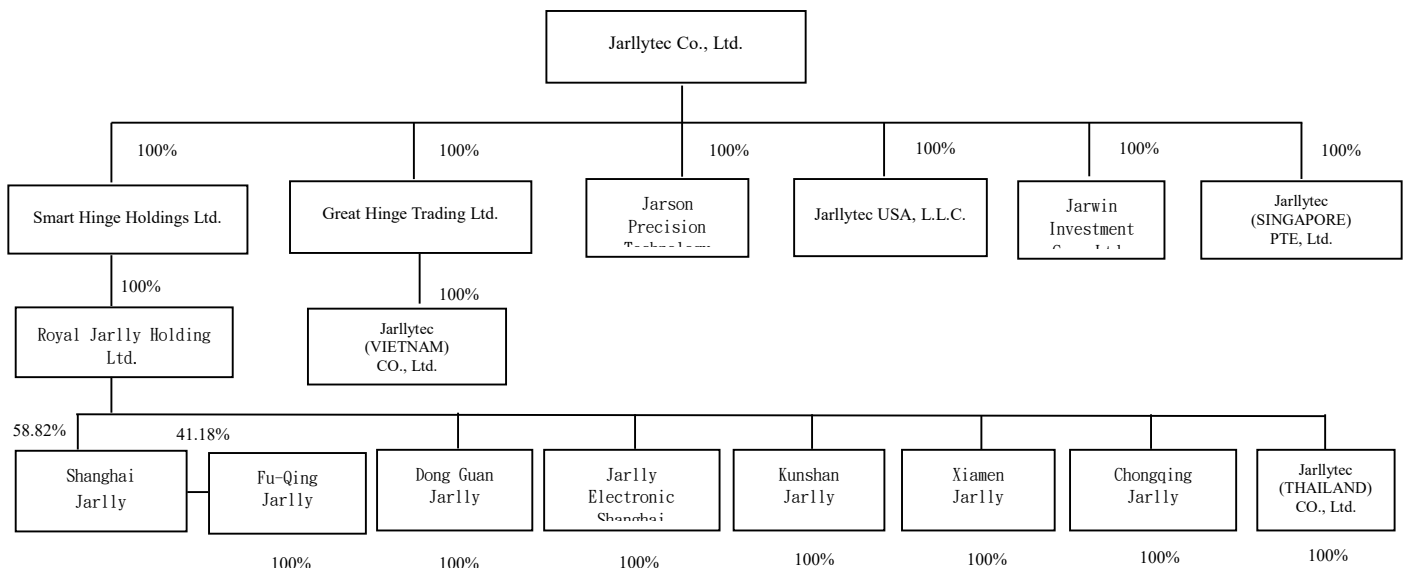 Jarllytec Co., Ltd.
100%
100%
100%
100%
100%
100%
Smart Hinge Holdings Ltd.
Great Hinge Trading Ltd.
Jarson
Precision
Jarllytec USA, L.L.C.
Jarwin
Investment
Jarllytec
(SINGAPORE)
PTE, Ltd.
100%
100%
Royal Jarlly Holding
Ltd.
Jarllytec
(VIETNAM)
CO., Ltd.
58.82%
41.18%
Shanghai
Jarlly
Fu-Qing
Jarlly
Dong Guan
Jarlly
Jarlly
Electronic
Shanghai
Kunshan
Jarlly
Xiamen
Jarlly
Chongqing
Jarlly
Jarllytec
(THAILAND)
CO., Ltd.
100%
100%
100%
100%
100%
100%
100%